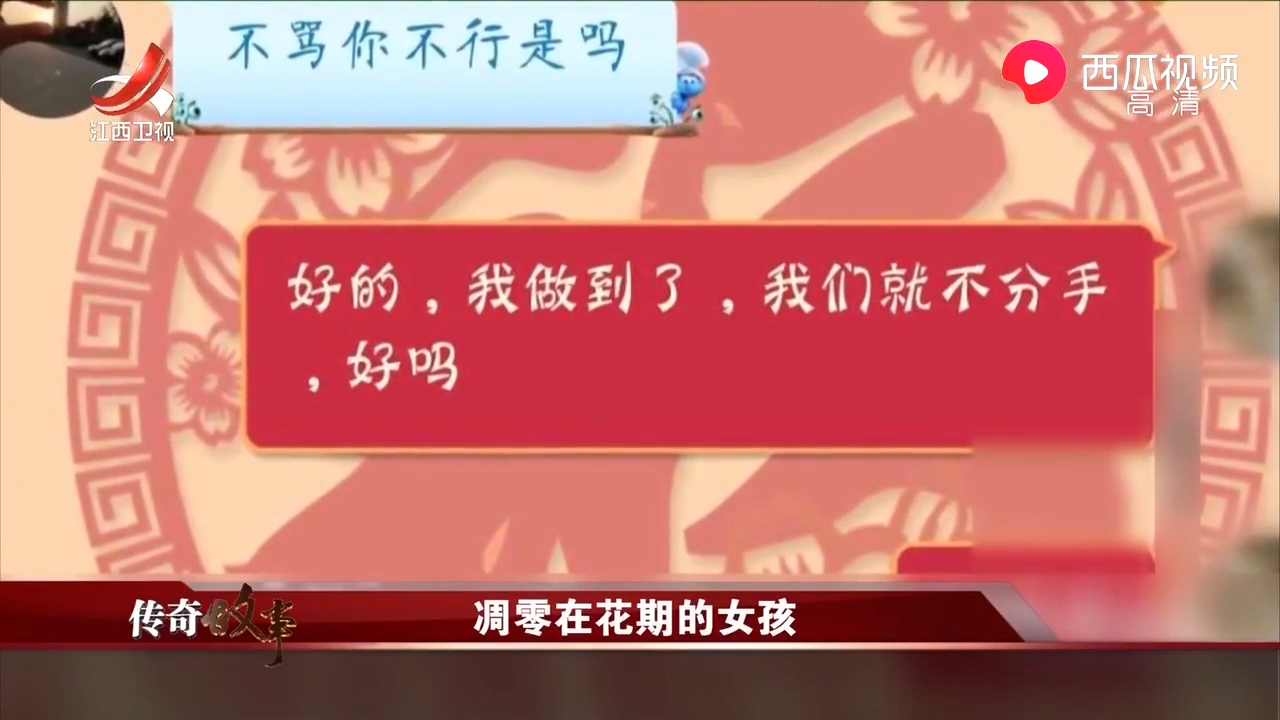 不骂你不行是吗
江西卫视
西瓜视频
高清
好的，我做到了，我们就不分手
，好吗
传奇故事
凋零在花期的女孩